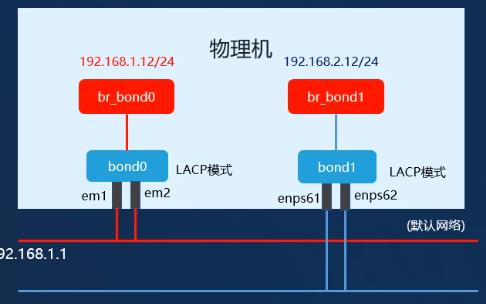 物理机
192.168.1.12/24
192.168.2.12/24
br_bond0
br_bond1
bond0
LACP模式
bond1
LACP模式
em1
em2
enps61
enps62
(默认网络)
92.168.1.1